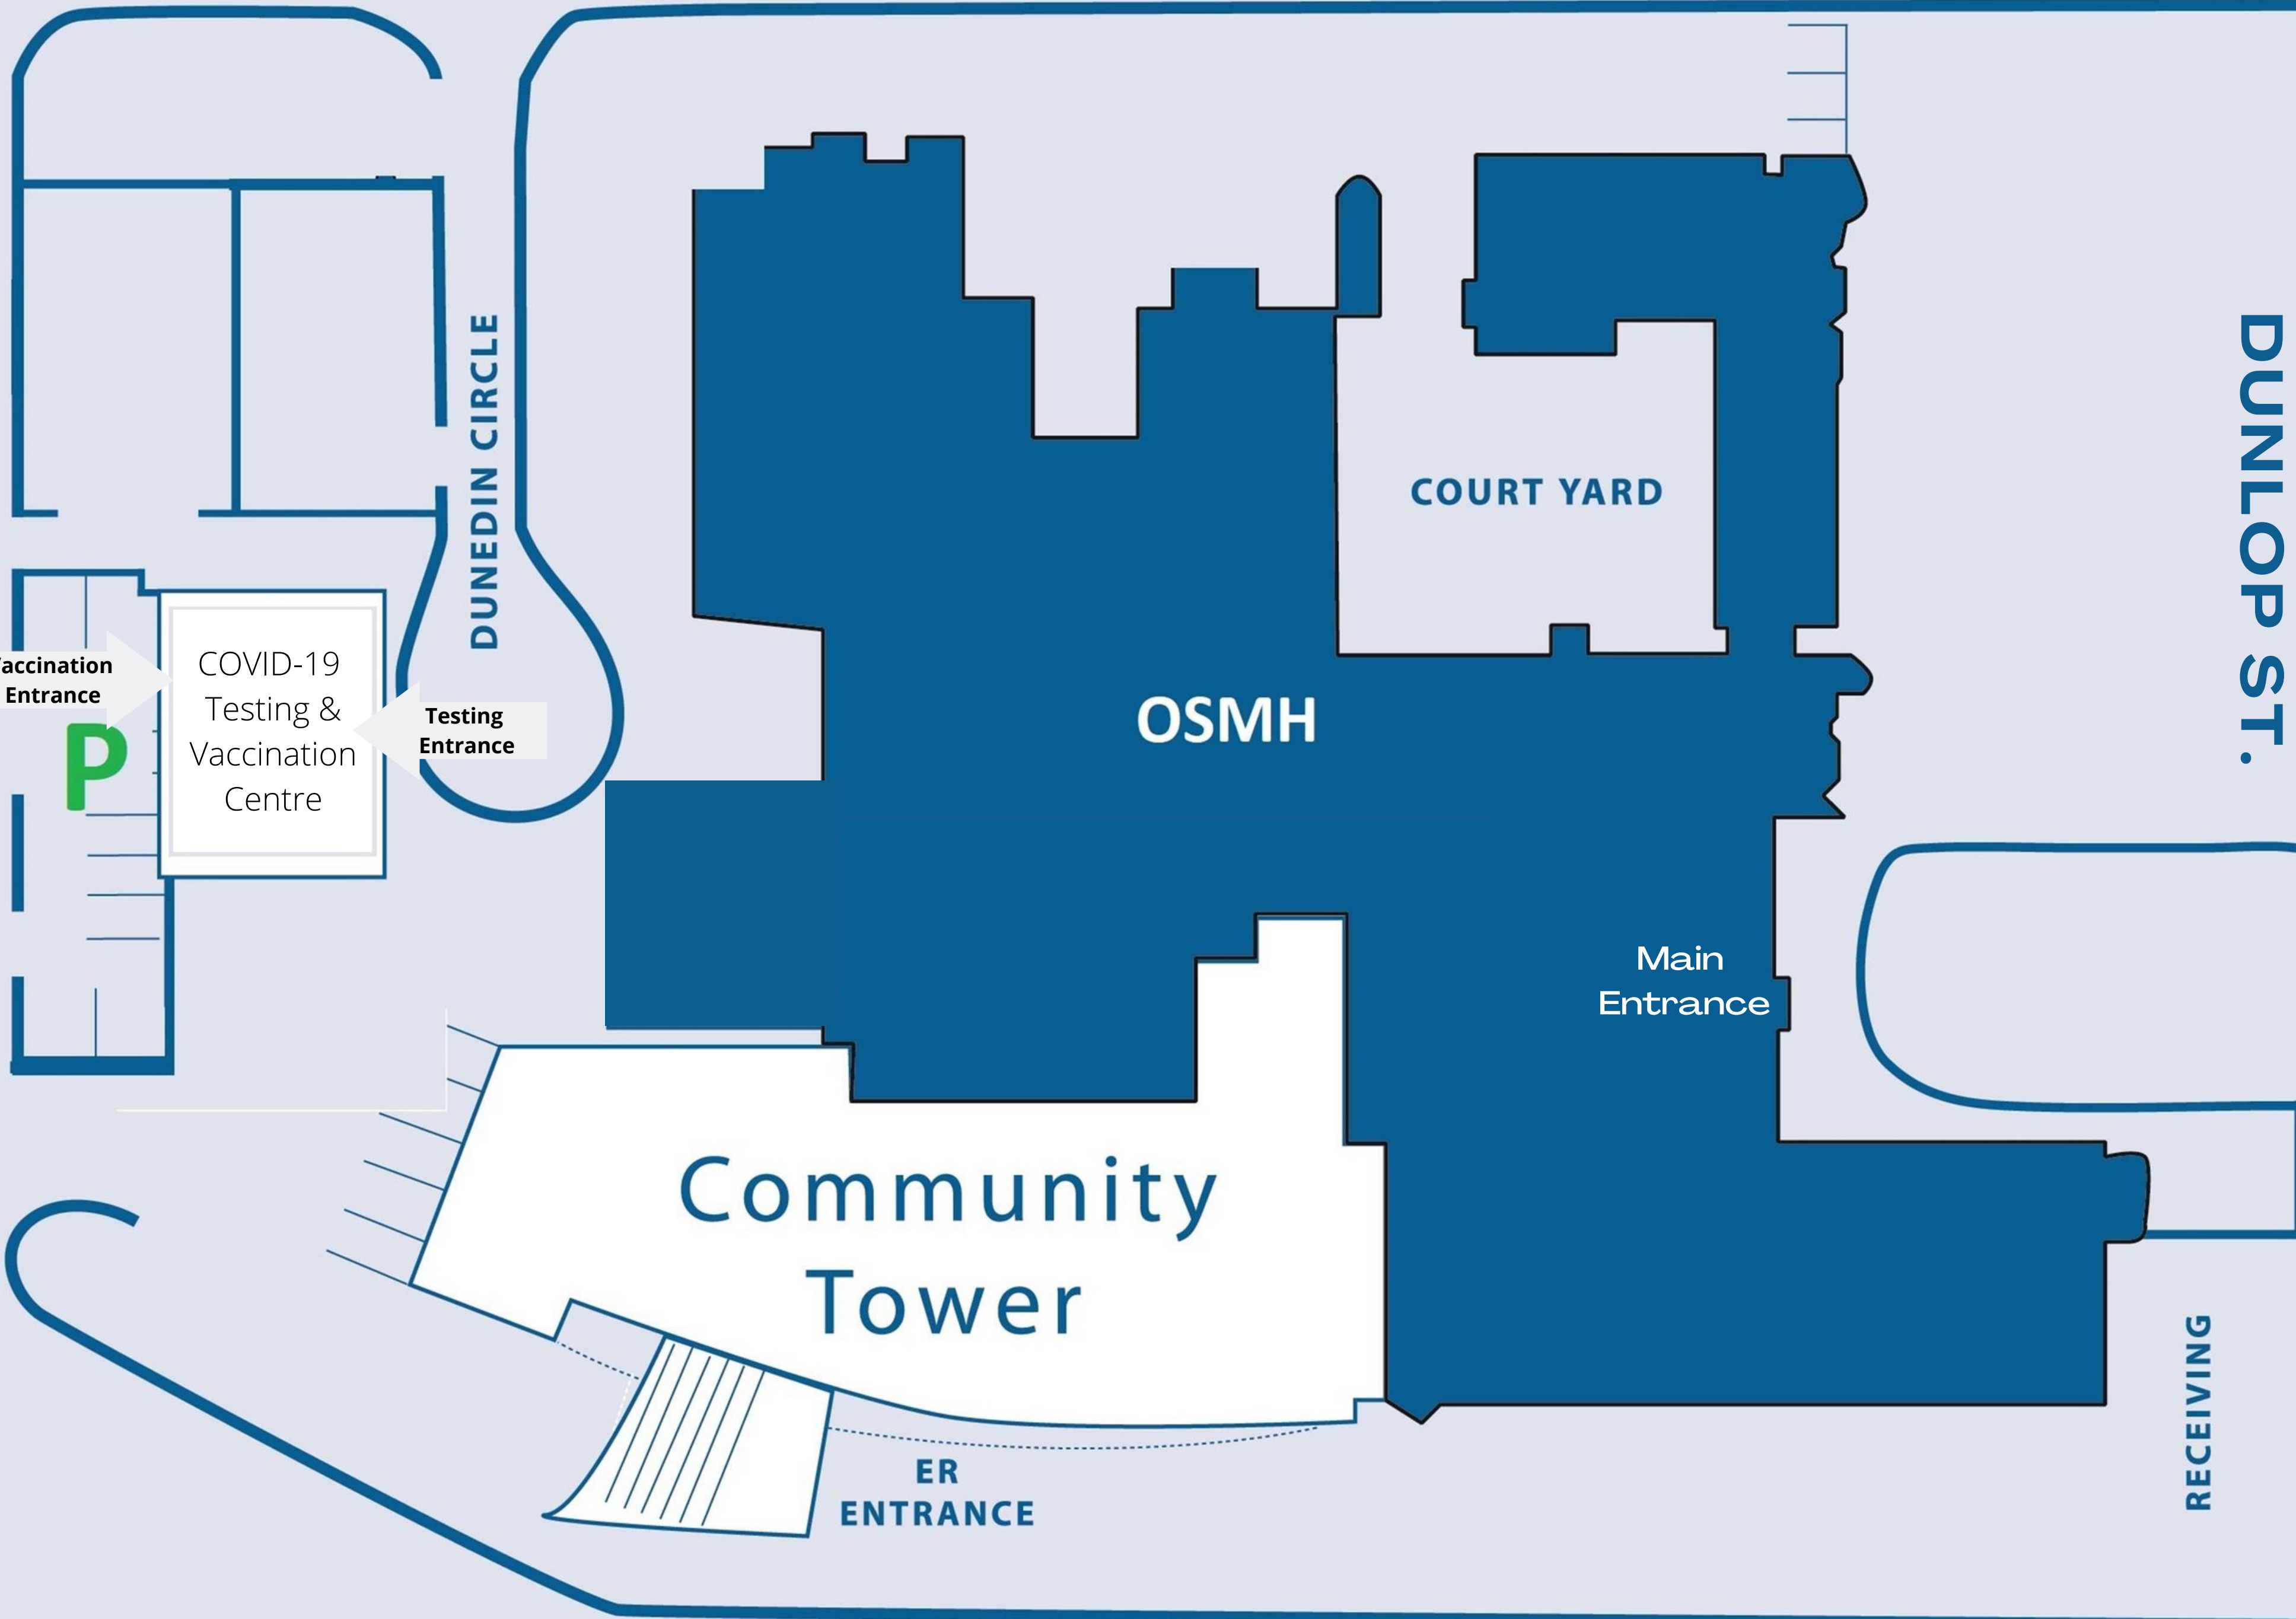 DUNEDIN CIRCLE
COURT YARD
DUNLOP ST.
accination
Entrance
P
COVID-19
Testing &
Vaccination
Centre
Testing
Entrance
OSMH
Main
Entrance
Community
Tower
ER
ENTRANCE
RECEIVING